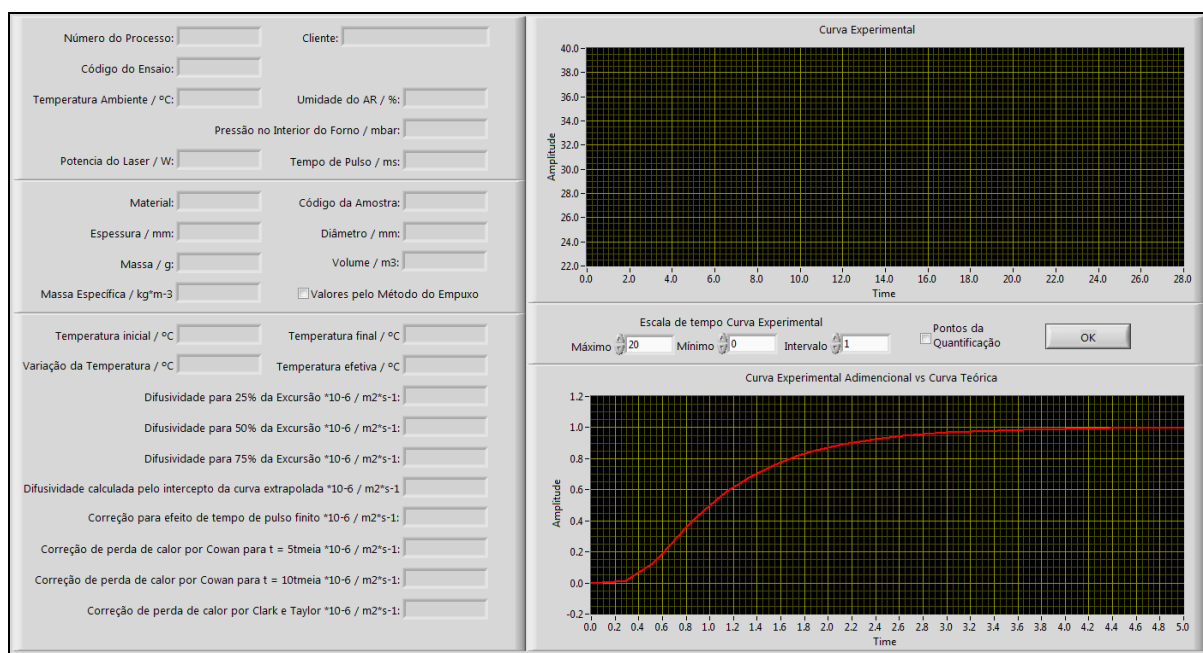 Número do Processo: Cliente:
Código do Ensaio:
Temperatura Ambiente / ºC: Umidade do AR / %:
Pressão no Interior do Forno / mbar:
Potencia do Laser / W: Tempo de Pulso / ms:
Material: Código da Amostra:
Espessura / mm: Diâmetro / mm:
Massa / g: Volume / m3:
Massa Específica / kg*m-3 Valores pelo Método do Empuxo
Temperatura inicial / ºC Temperatura final / ºC
Variação da Temperatura / ºC Temperatura efetiva / ºC
Difusividade para 25% da Excursão *10-6 / m2*s-1:
Difusividade para 50% da Excursão *10-6 / m2*s-1:
Difusividade para 75% da Excursão *10-6 / m2*s-1:
Difusividade calculada pelo intercepto da curva extrapolada *10-6 / m2*s-1
Correção para efeito de tempo de pulso finito *10-6 / m2*s-1:
Correção de perda de calor por Cowan para t = 5tmeia *10-6 / m2*s-1:
Correção de perda de calor por Cowan para t = 10tmeia *10-6 / m2*s-1:
Correção de perda de calor por Clark e Taylor *10-6 / m2*s-1:
Curva Experimental
Amplitude
40.0
38.0
36.0
34.0
32.0
30.0
28.0
26.0
24.0
22.0
0.0 2.0 4.0 6.0 8.0 10.0 12.0 14.0 16.0 18.0 20.0 22.0 24.0 26.0 28.0
Time
Escala de tempo Curva Experimental
Máximo 20 Mínimo 0 Intervalo 1
Pontos da
Quantificação
OK
Curva Experimental Adimencional vs Curva Teórica
Amplitude
1.2
1.0
0.8
0.6
0.4
0.2
0.0
-0.2
0.0 0.2 0.4 0.6 0.8 1.0 1.2 1.4 1.6 1.8 2.0 2.2 2.4 2.6 2.8 3.0 3.2 3.4 3.6 3.8 4.0 4.2 4.4 4.6 4.8 5.0
Time